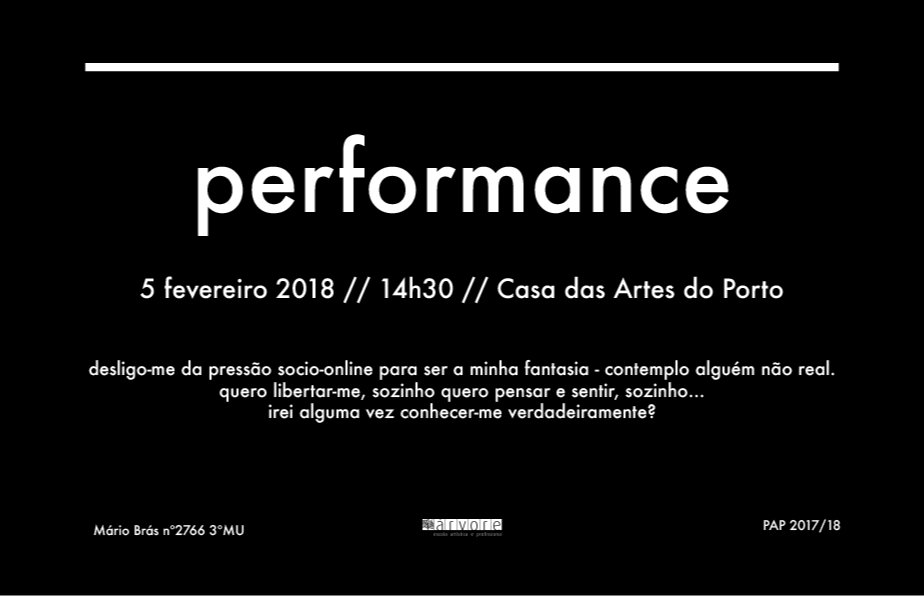 performance
5 fevereiro 2018 // 14h30 // Casa das Artes do Porto
desligo-me da pressão socio-online para ser a minha fantasia - contemplo alguém não real.
quero libertar-me, sozinho quero pensar e sentir, sozinho...
irei alguma vez conhecer-me verdadeiramente?
Mário Brás nº2766 3ºMU
arvore
escola artística e profissional
PAP 2017/18